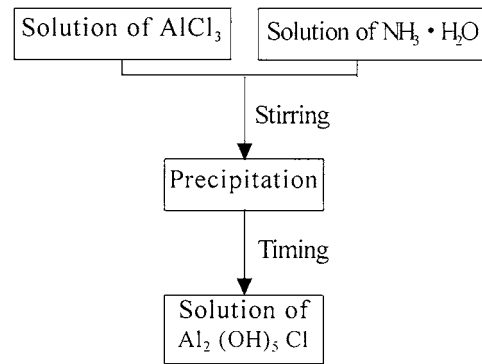 Solution of AlCl₃
Solution of NH₃・H₂O
Stirring
Precipitation
Timing
Solution of
Al₂ (OH)₅ Cl